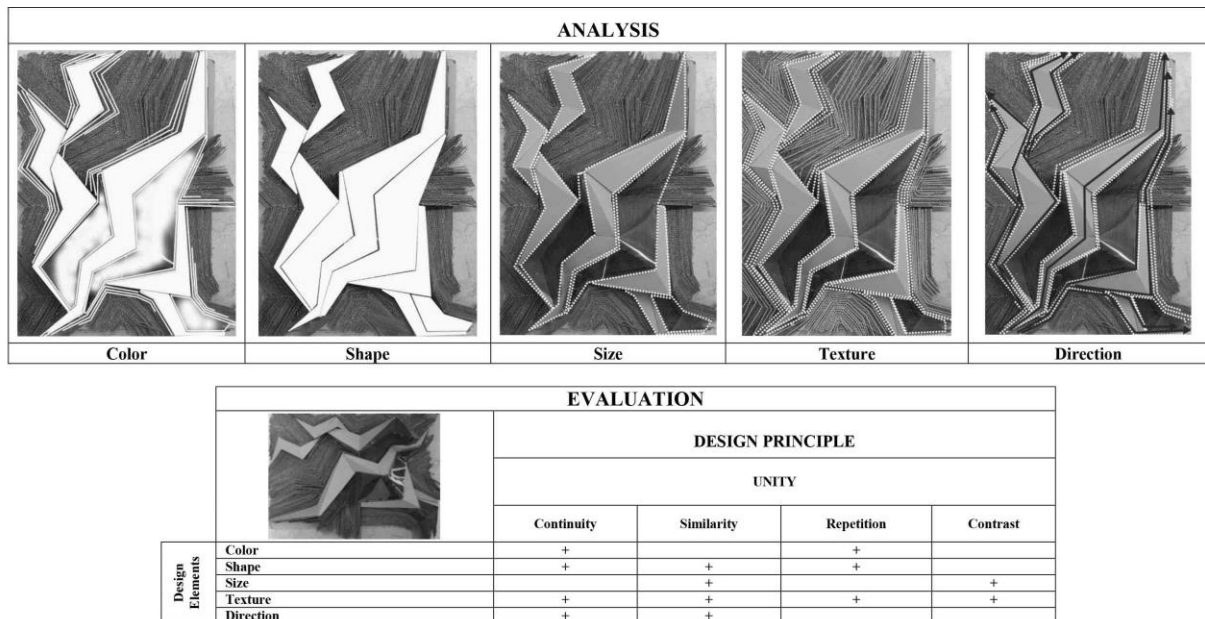 ANALYSIS
Color Shape Size Texture Direction
EVALUATION
DESIGN PRINCIPLE
UNITY
Continuity Similarity Repetition Contrast
Design Elements
Color + +
Shape + + +
Size + +
Texture + + + +
Direction + +